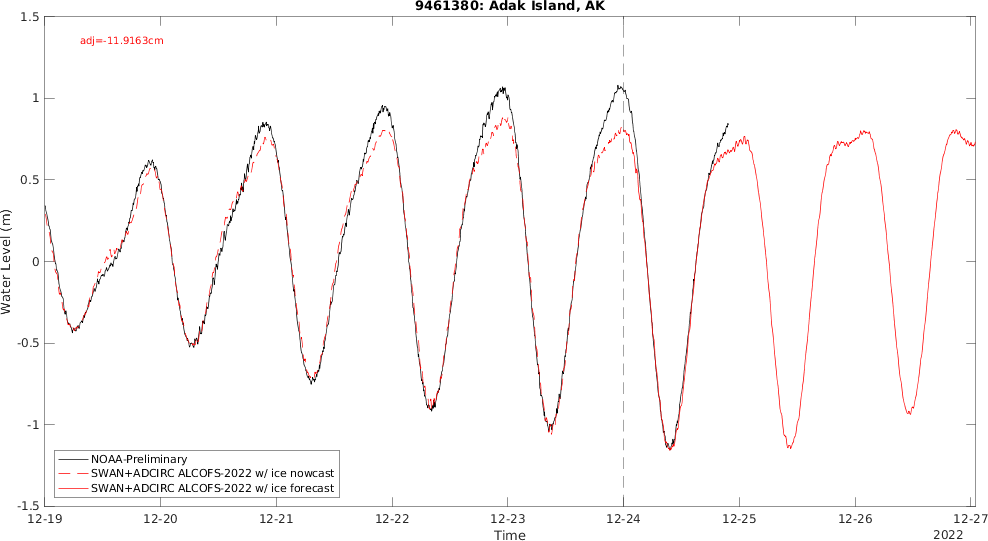 9461380: Adak Island, AK
adj=-11.9163cm
Water Level (m)
1.5
1
0.5
0
-0.5
-1
-1.5
NOAA-Preliminary
SWAN+ADCIRC ALCOFS-2022 w/ ice nowcast
SWAN+ADCIRC ALCOFS-2022 w/ ice forecast
12-19 12-20 12-21 12-22 12-23 12-24 12-25 12-26 12-27
Time
2022